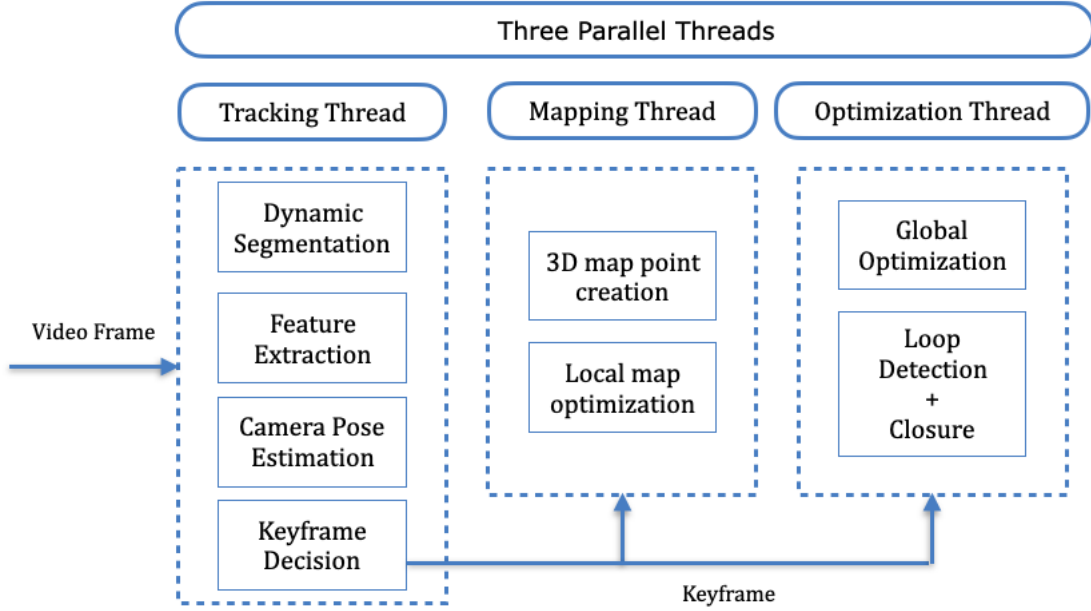 Three Parallel Threads
Tracking Thread
Mapping Thread
Optimization Thread
Video Frame
Dynamic
Segmentation
Feature
Extraction
Camera Pose
Estimation
Keyframe
Decision
3D map point
creation
Local map
optimization
Global
Optimization
Loop
Detection
+
Closure
Keyframe